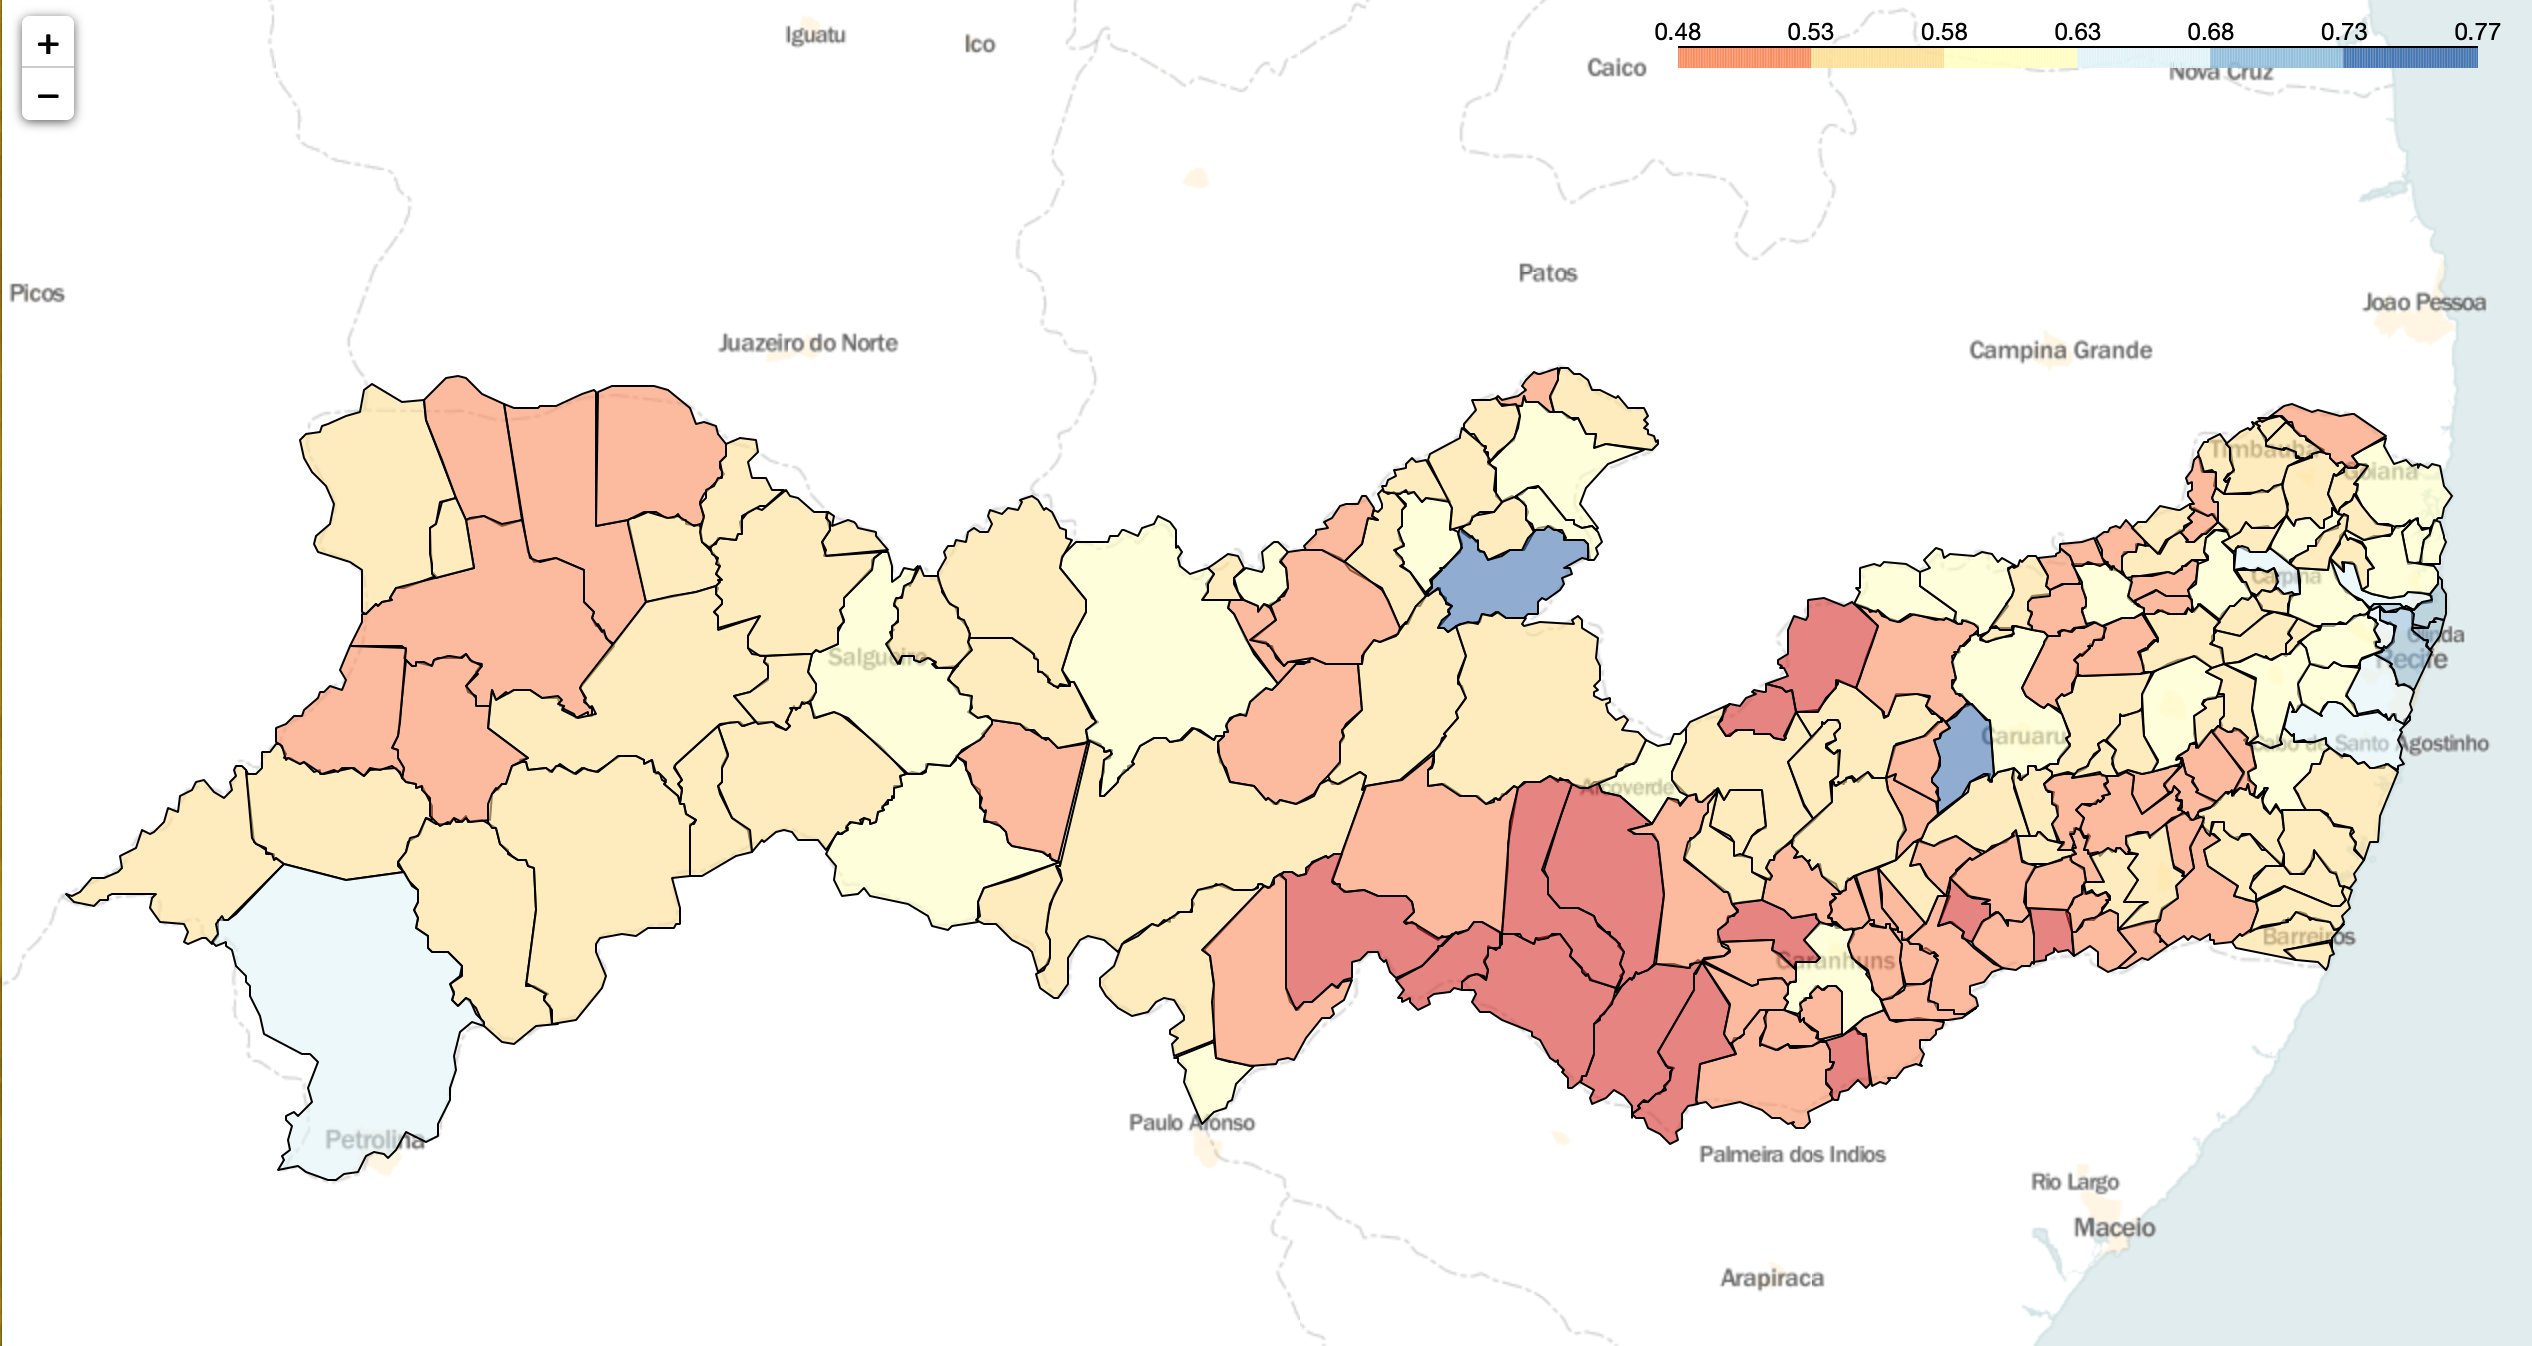 +
−
0.48 0.53 0.58 0.63 0.68 0.73 0.77
Iguatu
Ico
Caico
Nova Cruz
Patos
Picos
Joao Pessoa
Juazeiro do Norte
Campina Grande
Timbauba
Goiana
Carpina
Olinda
Recife
Salgueiro
Caruaru
Cabo de Santo Agostinho
Arcoverde
Barreiros
Garanhuns
Paulo Afonso
Petrolina
Palmeira dos Indios
Rio Largo
Maceio
Arapiraca